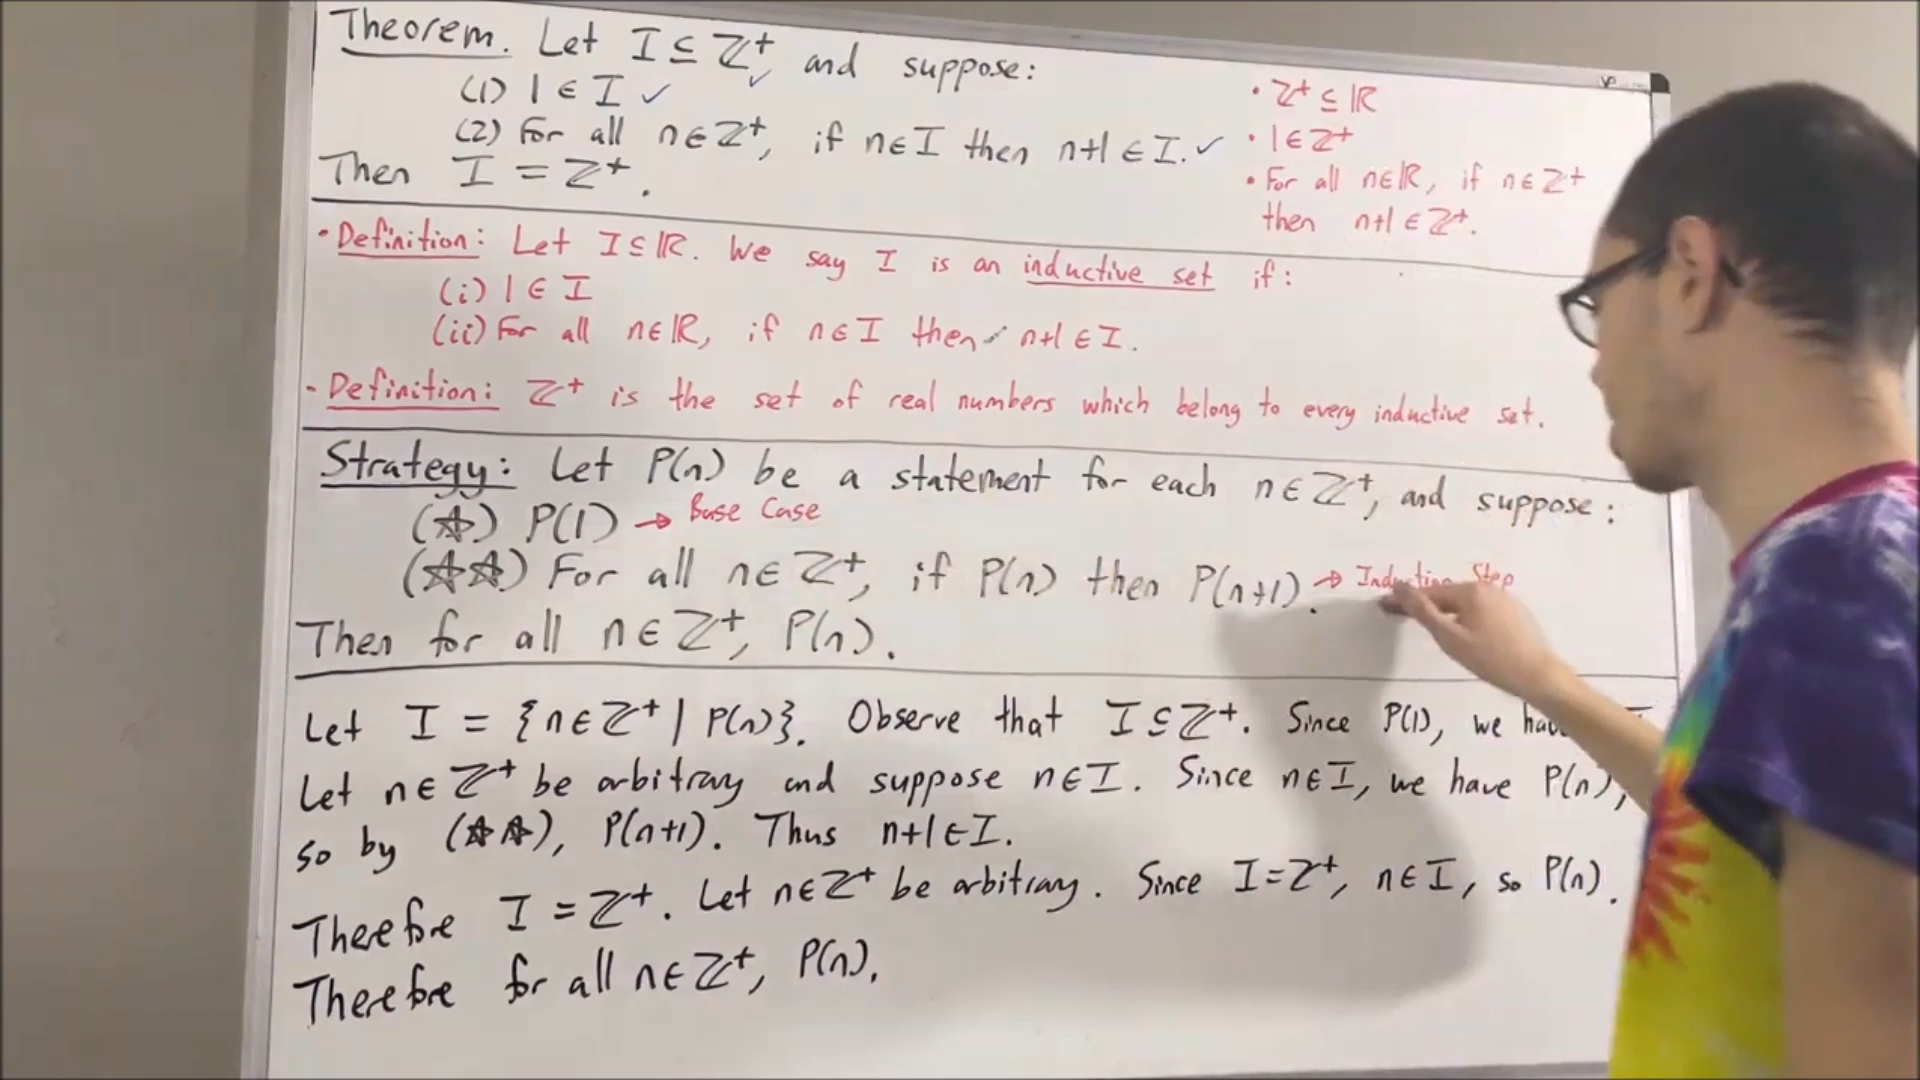 Theorem. Let I ⊆ ℤ⁺ ✓ and suppose:
(1) 1 ∈ I ✓
(2) For all n∈ℤ⁺, if n∈I then n+1 ∈ I. ✓
Then I = ℤ⁺.
• ℤ⁺ ⊆ ℝ
• 1∈ℤ⁺
• For all n∈ℝ, if n∈ℤ⁺
then n+1 ∈ ℤ⁺.
• Definition: Let I⊆ℝ. We say I is an inductive set if:
(i) 1 ∈ I
(ii) For all n∈ℝ, if n∈I then n+1 ∈ I.
• Definition: ℤ⁺ is the set of real numbers which belong to every inductive set.
Strategy: Let P(n) be a statement for each n∈ℤ⁺, and suppose:
(☆) P(1) → Base Case
(☆☆) For all n∈ℤ⁺, if P(n) then P(n+1). → Step
Then for all n∈ℤ⁺, P(n).
Let I = {n∈ℤ⁺ | P(n)}. Observe that I⊆ℤ⁺. Since P(1), we
Let n∈ℤ⁺ be arbitray and suppose n∈I. Since n∈I, we have P(n),
so by (☆☆), P(n+1). Thus n+1∈I.
Therefore I = ℤ⁺. Let n∈ℤ⁺ be arbitray. Since I=ℤ⁺, n∈I, so P(n).
Therefore for all n∈ℤ⁺, P(n).